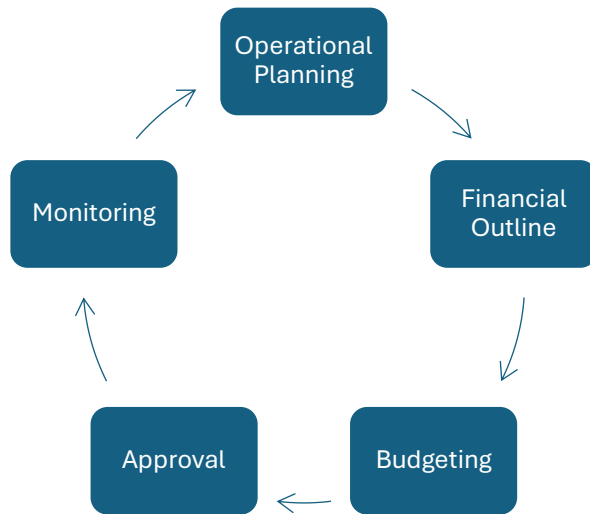 Operational
Planning
Financial
Outline
Budgeting
Approval
Monitoring